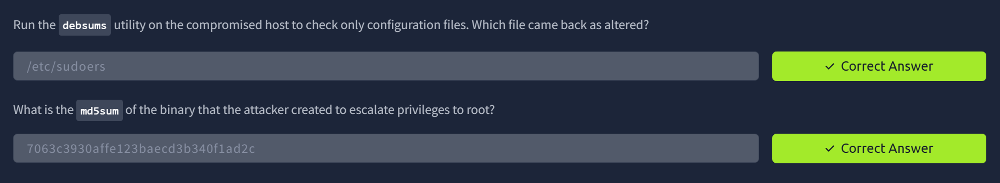 Run the debsums utility on the compromised host to check only configuration files. Which file came back as altered?
/etc/sudoers
✓ Correct Answer
What is the md5sum of the binary that the attacker created to escalate privileges to root?
7063c3930affe123baecd3b340f1ad2c
✓ Correct Answer